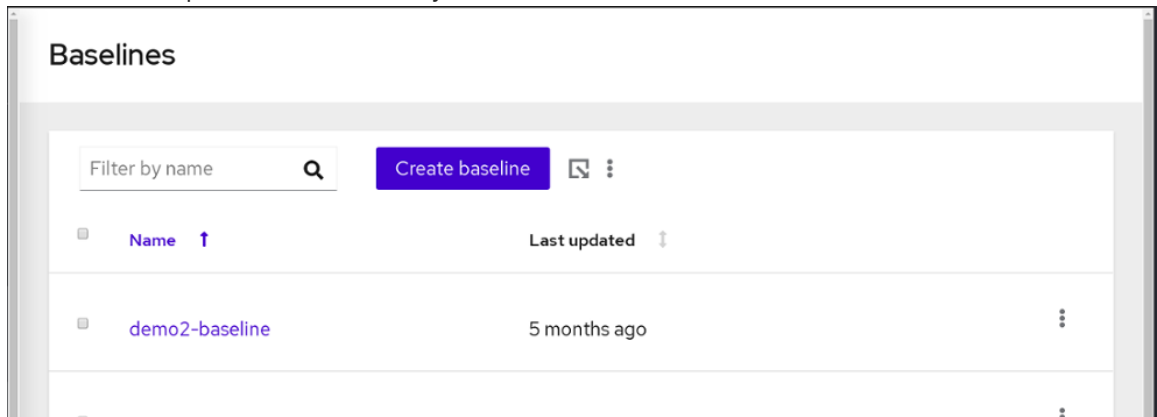 Baselines
Filter by name Create baseline
Name Last updated
demo2-baseline 5 months ago